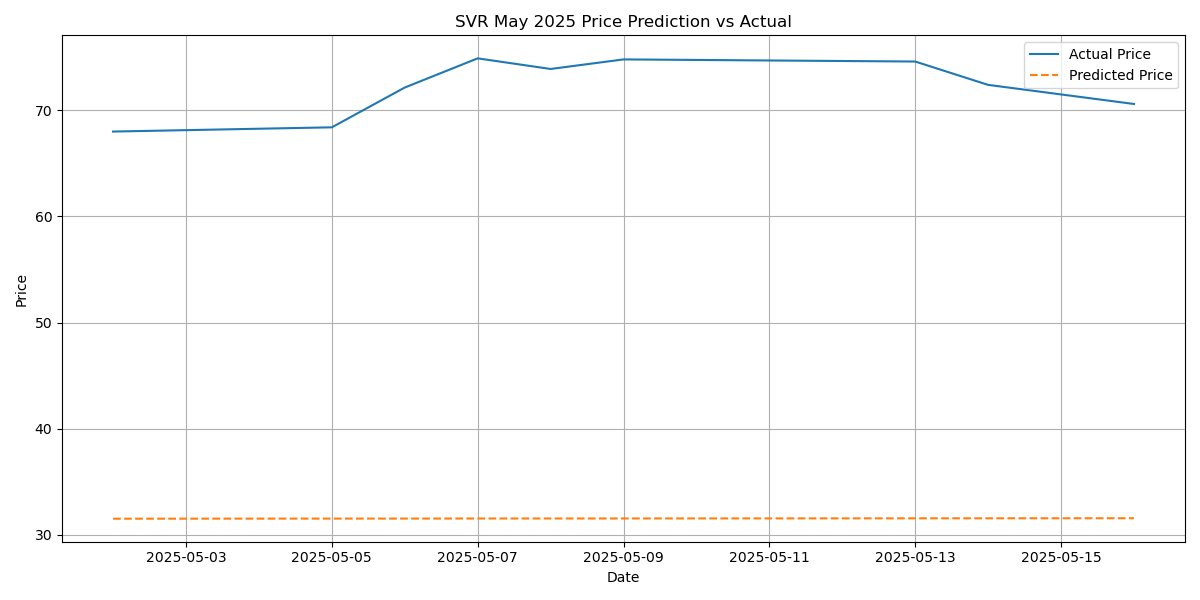 SVR May 2025 Price Prediction vs Actual
Actual Price
Predicted Price
Price
70
60
50
40
30
2025-05-03
2025-05-05
2025-05-07
2025-05-09
2025-05-11
2025-05-13
2025-05-15
Date